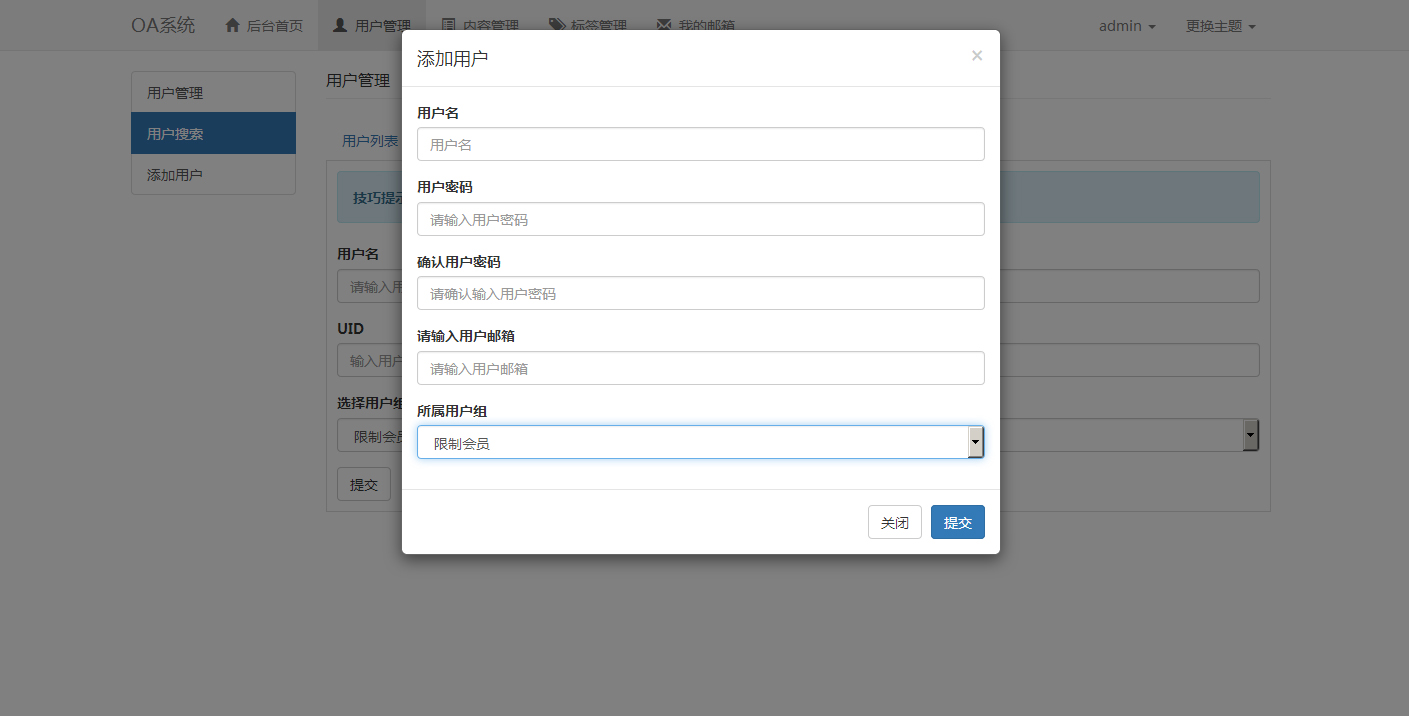 OA系统 后台首页 用户管理 内容管理 标签管理 我的邮箱 admin 更换主题
用户管理
用户搜索
添加用户
用户管理
用户列表
技巧提示
用户名
请输入用
UID
输入用户
选择用户组
限制会员
提交
添加用户 ×
用户名
用户名
用户密码
请输入用户密码
确认用户密码
请确认输入用户密码
请输入用户邮箱
请输入用户邮箱
所属用户组
限制会员
关闭 提交